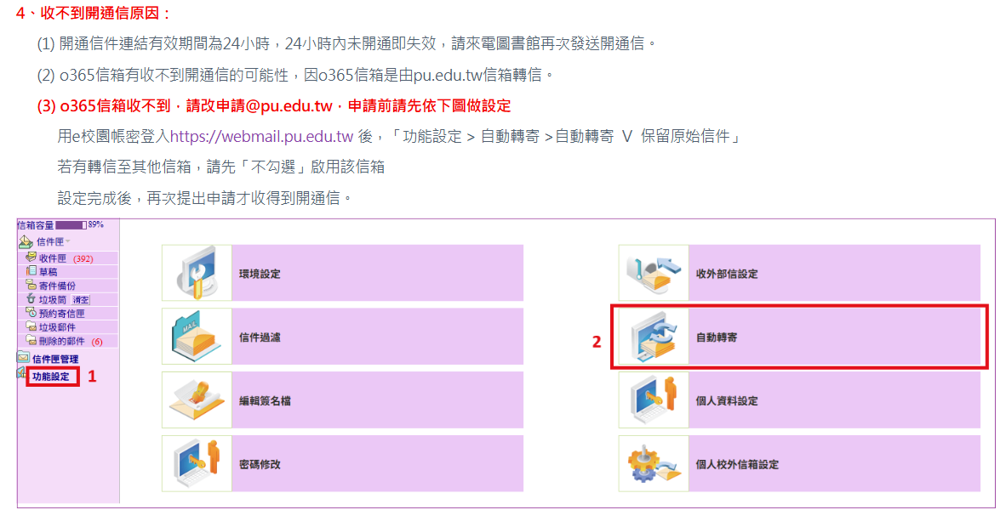 4、收不到開通信原因：
(1) 開通信件連結有效期間為24小時，24小時內未開通即失效，請來電圖書館再次發送開通信。
(2) o365信箱有收不到開通信的可能性，因o365信箱是由pu.edu.tw信箱轉信。
(3) o365信箱收不到，請改申請@pu.edu.tw，申請前請先依下圖做設定
用e校園帳密登入https://webmail.pu.edu.tw 後，「功能設定 > 自動轉寄 >自動轉寄 V 保留原始信件」
若有轉信至其他信箱，請先「不勾選」啟用該信箱
設定完成後，再次提出申請才收得到開通信。
信箱容量 89%
信件匣
收件匣 (392)
草稿
寄件備份
垃圾筒 清空
預約寄信匣
垃圾郵件
刪除的郵件 (6)
信件匣管理
功能設定 1
環境設定
收外部信設定
信件過濾
2 自動轉寄
編輯簽名檔
個人資料設定
密碼修改
個人校外信箱設定
MAIL